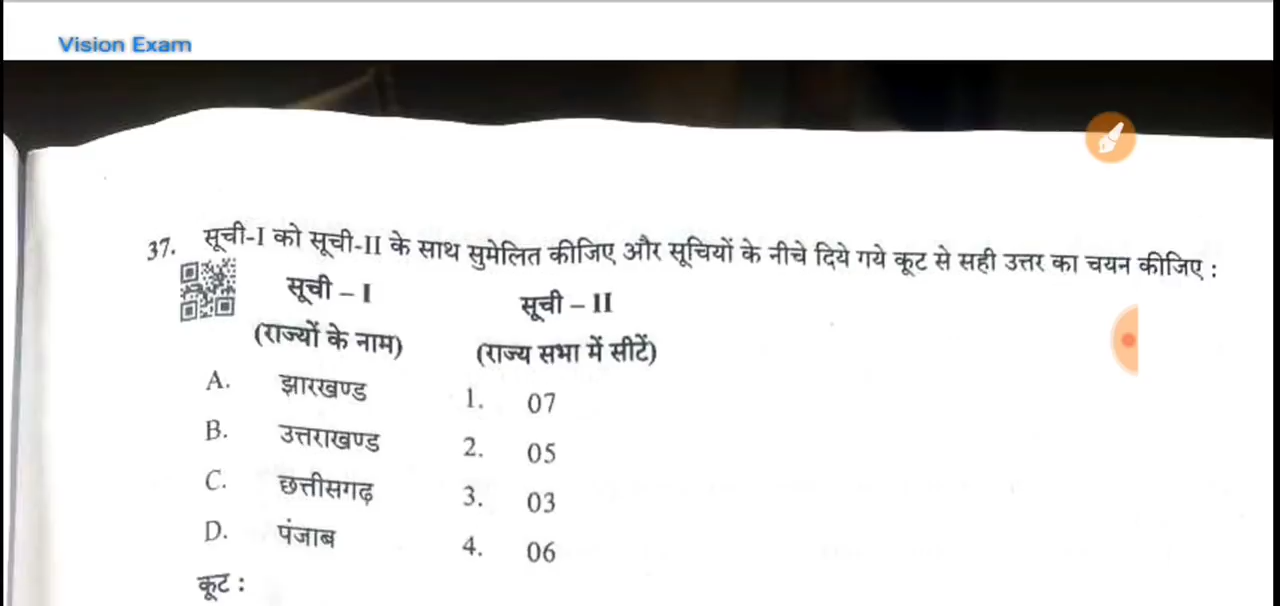 Vision Exam
37. सूची-I को सूची-II के साथ सुमेलित कीजिए और सूचियों के नीचे दिये गये कूट से सही उत्तर का चयन कीजिए :
सूची – I सूची – II
(राज्यों के नाम) (राज्य सभा में सीटें)
A. झारखण्ड 1. 07
B. उत्तराखण्ड 2. 05
C. छत्तीसगढ़ 3. 03
D. पंजाब 4. 06
कूट :